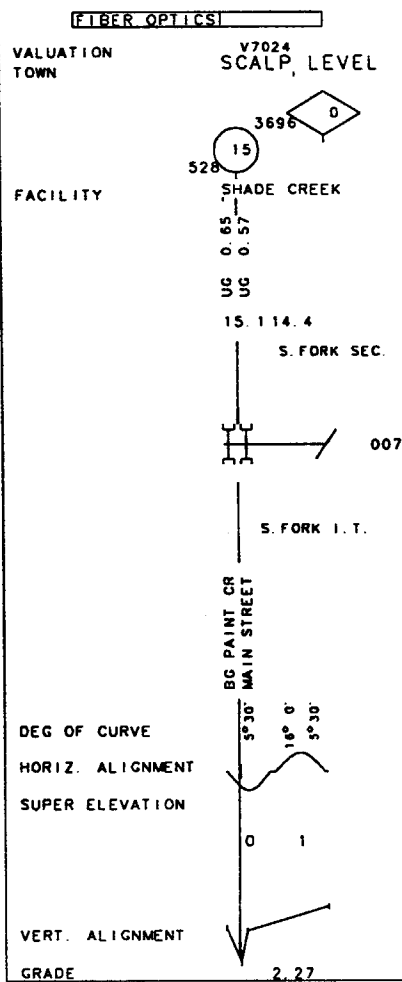 FIBER OPTICS
VALUATION V7024
TOWN SCALP, LEVEL
0
3696
15
528
FACILITY SHADE CREEK
UG 0.65
UG 0.57
15.1 14.4
S.FORK SEC.
007
S.FORK I.T.
BG PAINT CR
MAIN STREET
DEG OF CURVE 5°30' 16°0' 5°30'
HORIZ. ALIGNMENT
SUPER ELEVATION
0 1
VERT. ALIGNMENT
GRADE 2.27